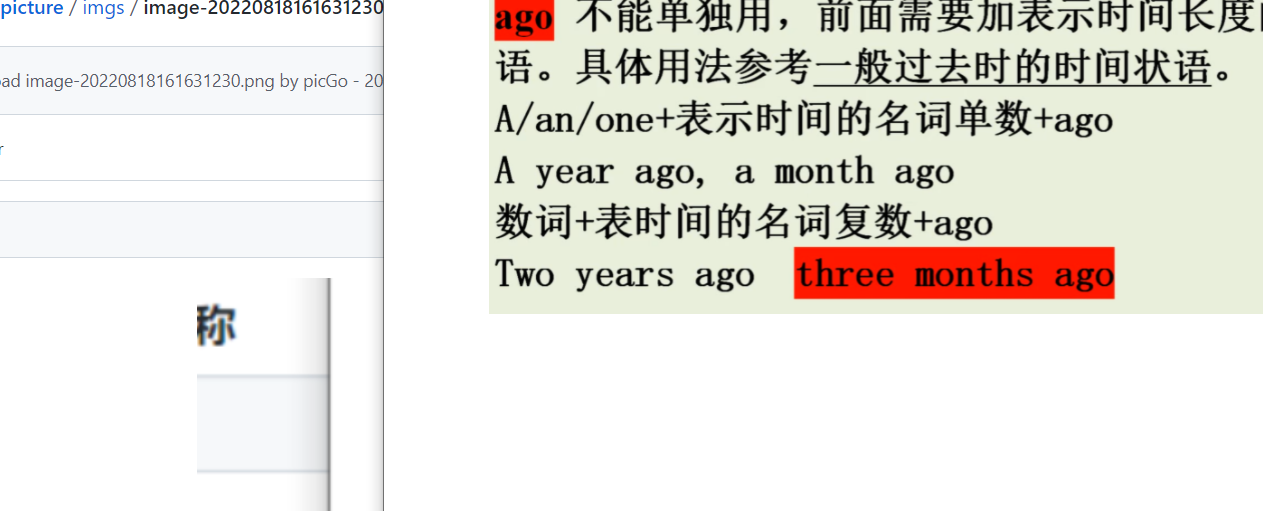 picture / imgs / image-20220818161631230
ad image-20220818161631230.png by picGo - 20
r
称
ago 不能单独用，前面需要加表示时间长度
语。具体用法参考一般过去时的时间状语。
A/an/one+表示时间的名词单数+ago
A year ago, a month ago
数词+表时间的名词复数+ago
Two years ago three months ago